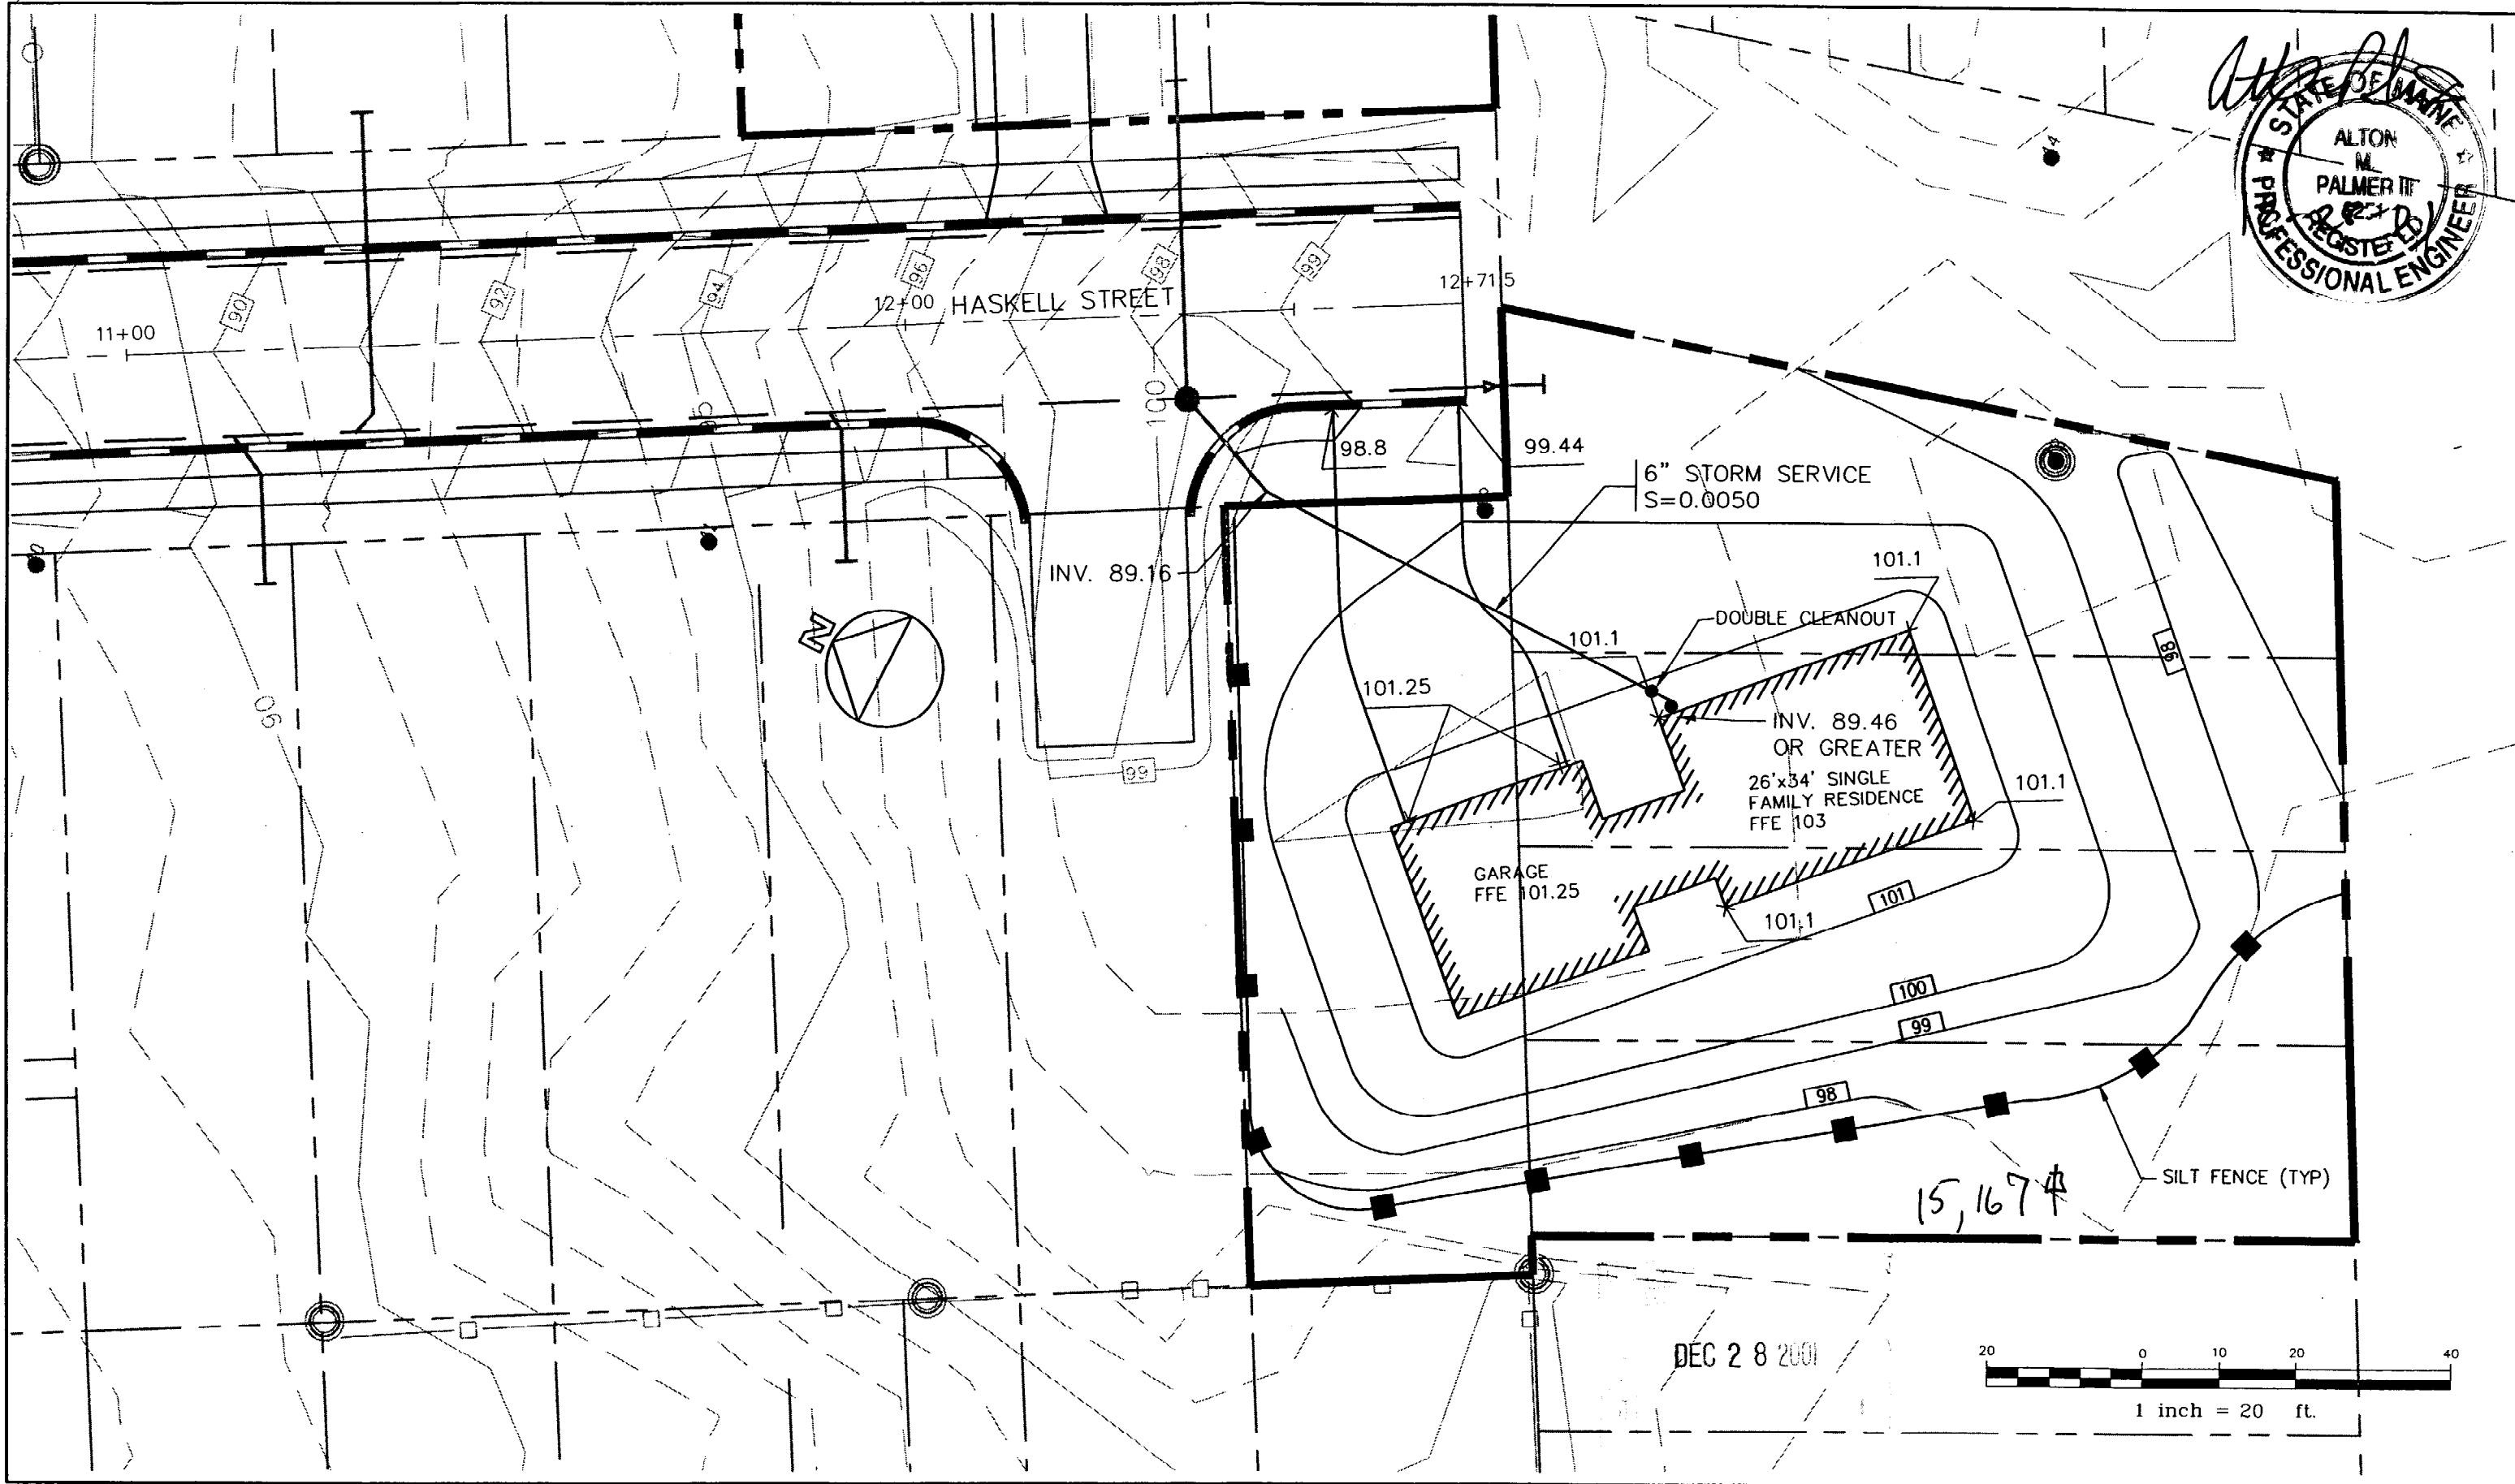 STATE OF MAINE
ALTON
M.
PALMER III
REGISTERED
PROFESSIONAL ENGINEER
90
92
94
96
98
99
11+00
12+00
HASKELL STREET
12+71.5
95
100
98.8
99.44
6" STORM SERVICE
S=0.0050
INV. 89.16
N
90
99
101.1
DOUBLE CLEANOUT
101.1
98
101.25
INV. 89.46
OR GREATER
26'x34' SINGLE
FAMILY RESIDENCE
FFE 103
101.1
GARAGE
FFE 101.25
101
101.1
100
99
98
SILT FENCE (TYP)
15,167
DEC 28 2001
20 0 10 20 40
1 inch = 20 ft.